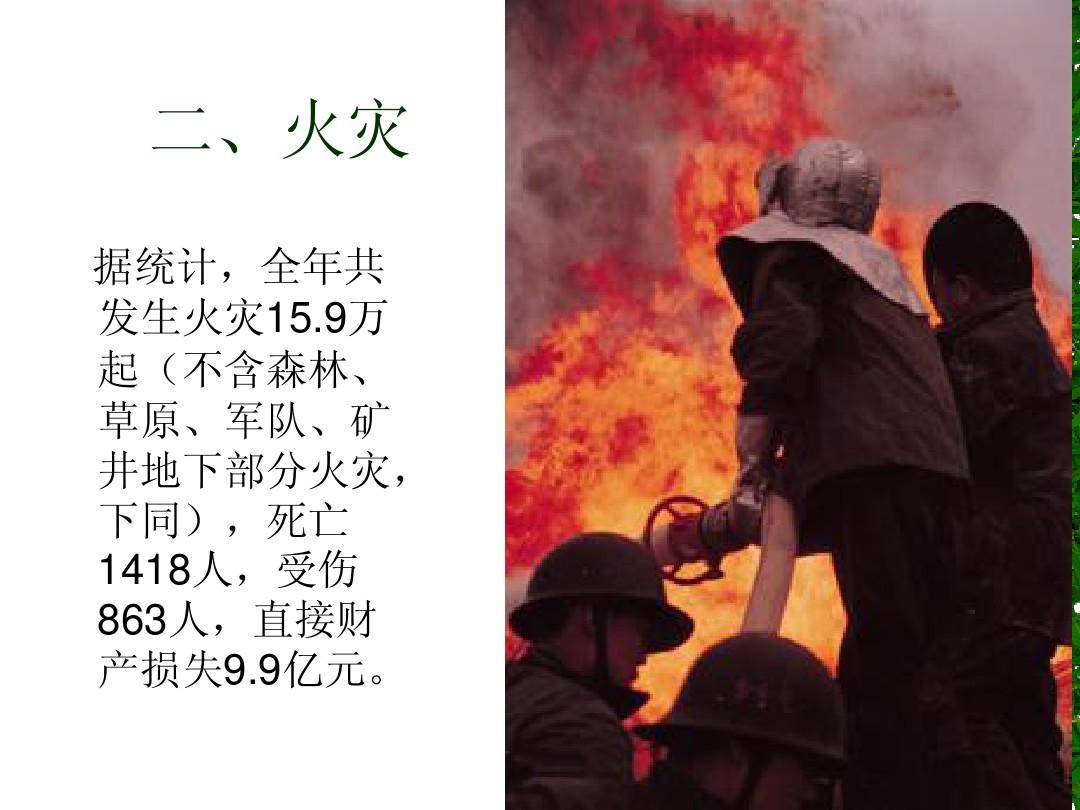 二、火灾
据统计，全年共
发生火灾15.9万
起（不含森林、
草原、军队、矿
井地下部分火灾，
下同），死亡
1418人，受伤
863人，直接财
产损失9.9亿元。